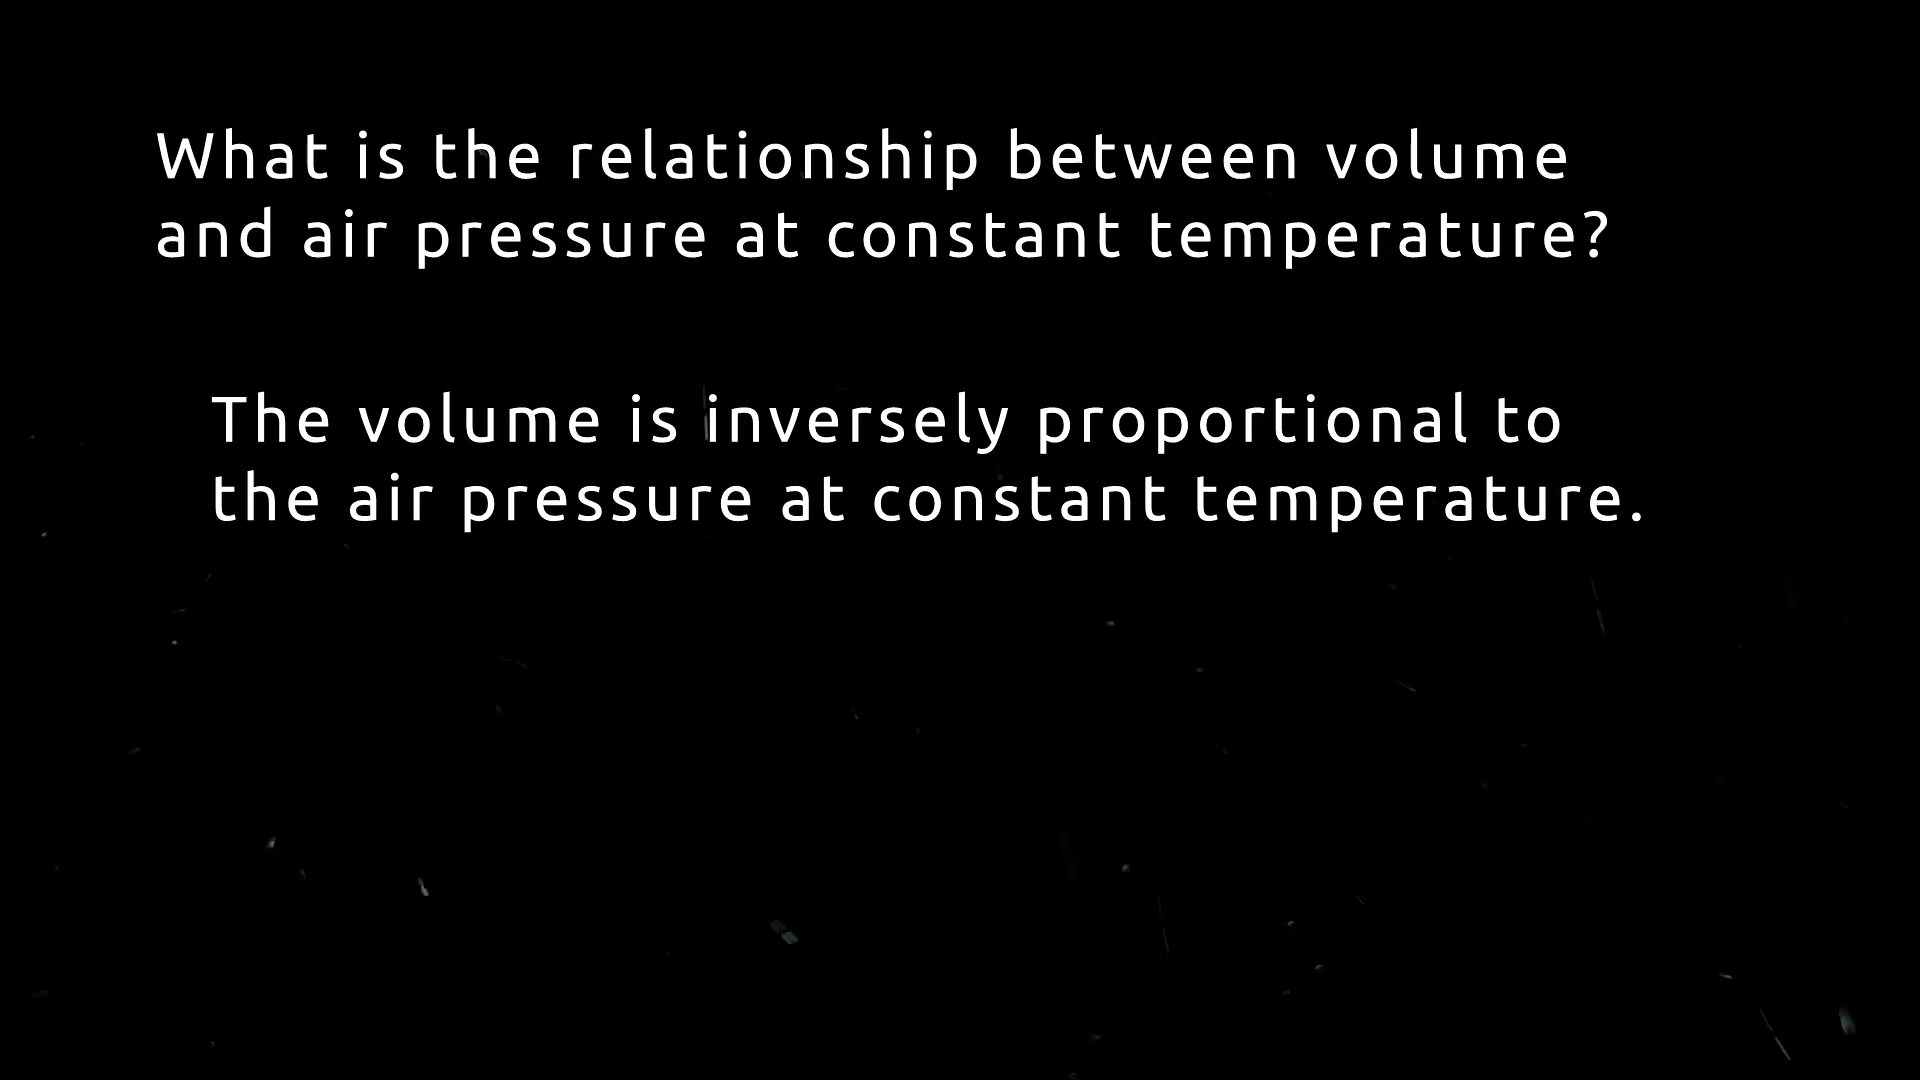 What is the relationship between volume
and air pressure at constant temperature?
The volume is inversely proportional to
the air pressure at constant temperature.